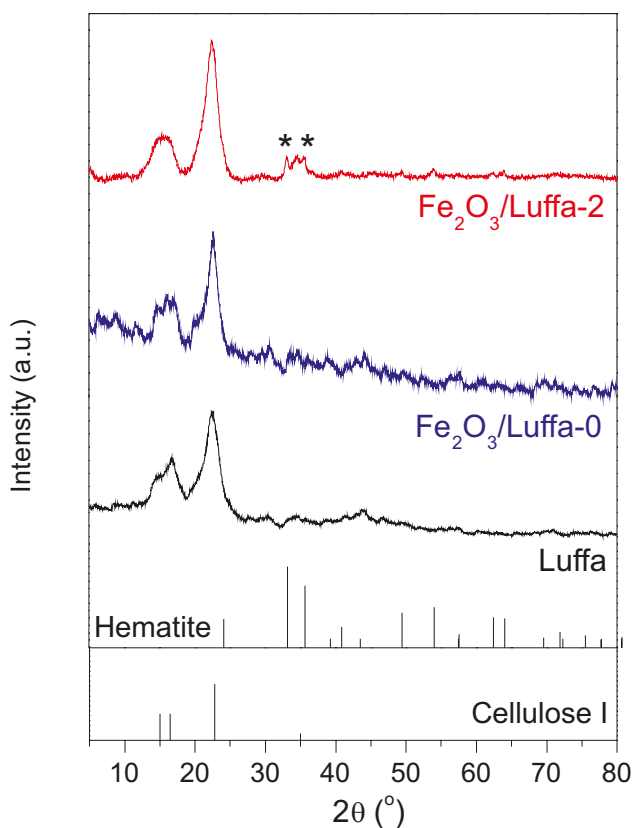 * *
Fe₂O₃/Luffa-2
Fe₂O₃/Luffa-0
Luffa
Hematite
Cellulose I
Intensity (a.u.)
10 20 30 40 50 60 70 80
2θ (°)